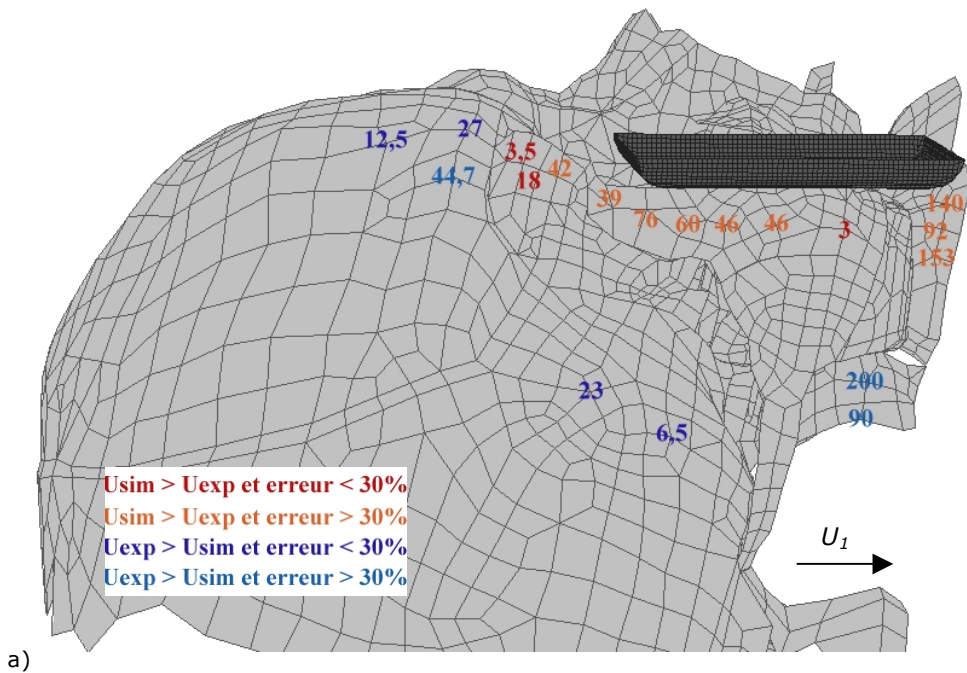 12,5 27
3,5
44,7 18 42
39 140
76 60 46 46 3 92
153
200
23
90
6,5
Usim > Uexp et erreur < 30%
Usim > Uexp et erreur > 30%
Uexp > Usim et erreur < 30%
Uexp > Usim et erreur > 30%
U1
a)